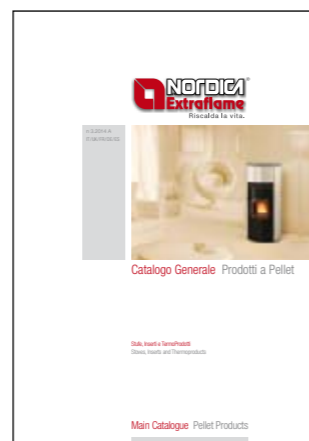 NORDICA®
Extraflame
Riscalda la vita.
Catalogo Generale Prodotti a Pellet
Stufe, Inserti e TermoProdotti
Stoves, Inserts and Thermoproducts
Main Catalogue Pellet Products